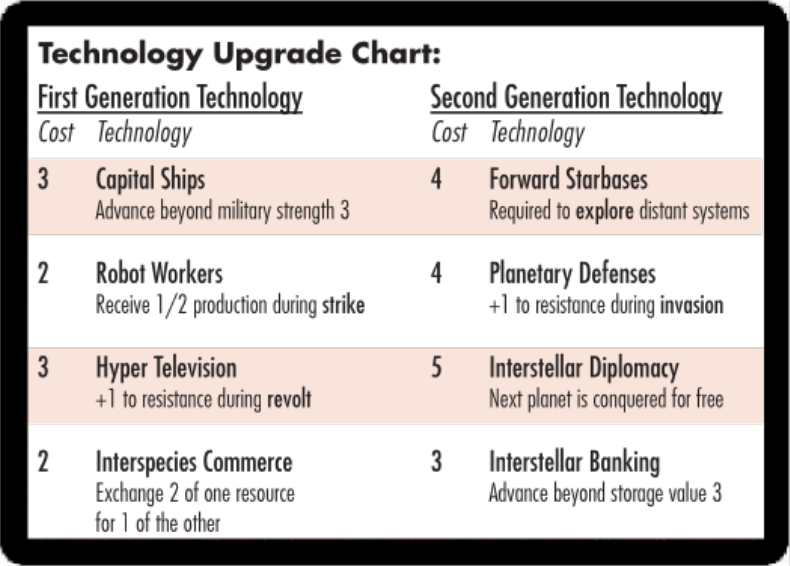 Technology Upgrade Chart:
First Generation Technology
Cost Technology
3 Capital Ships
Advance beyond military strength 3
2 Robot Workers
Receive 1/2 production during strike
3 Hyper Television
+1 to resistance during revolt
2 Interspecies Commerce
Exchange 2 of one resource
for 1 of the other
Second Generation Technology
Cost Technology
4 Forward Starbases
Required to explore distant systems
4 Planetary Defenses
+1 to resistance during invasion
5 Interstellar Diplomacy
Next planet is conquered for free
3 Interstellar Banking
Advance beyond storage value 3